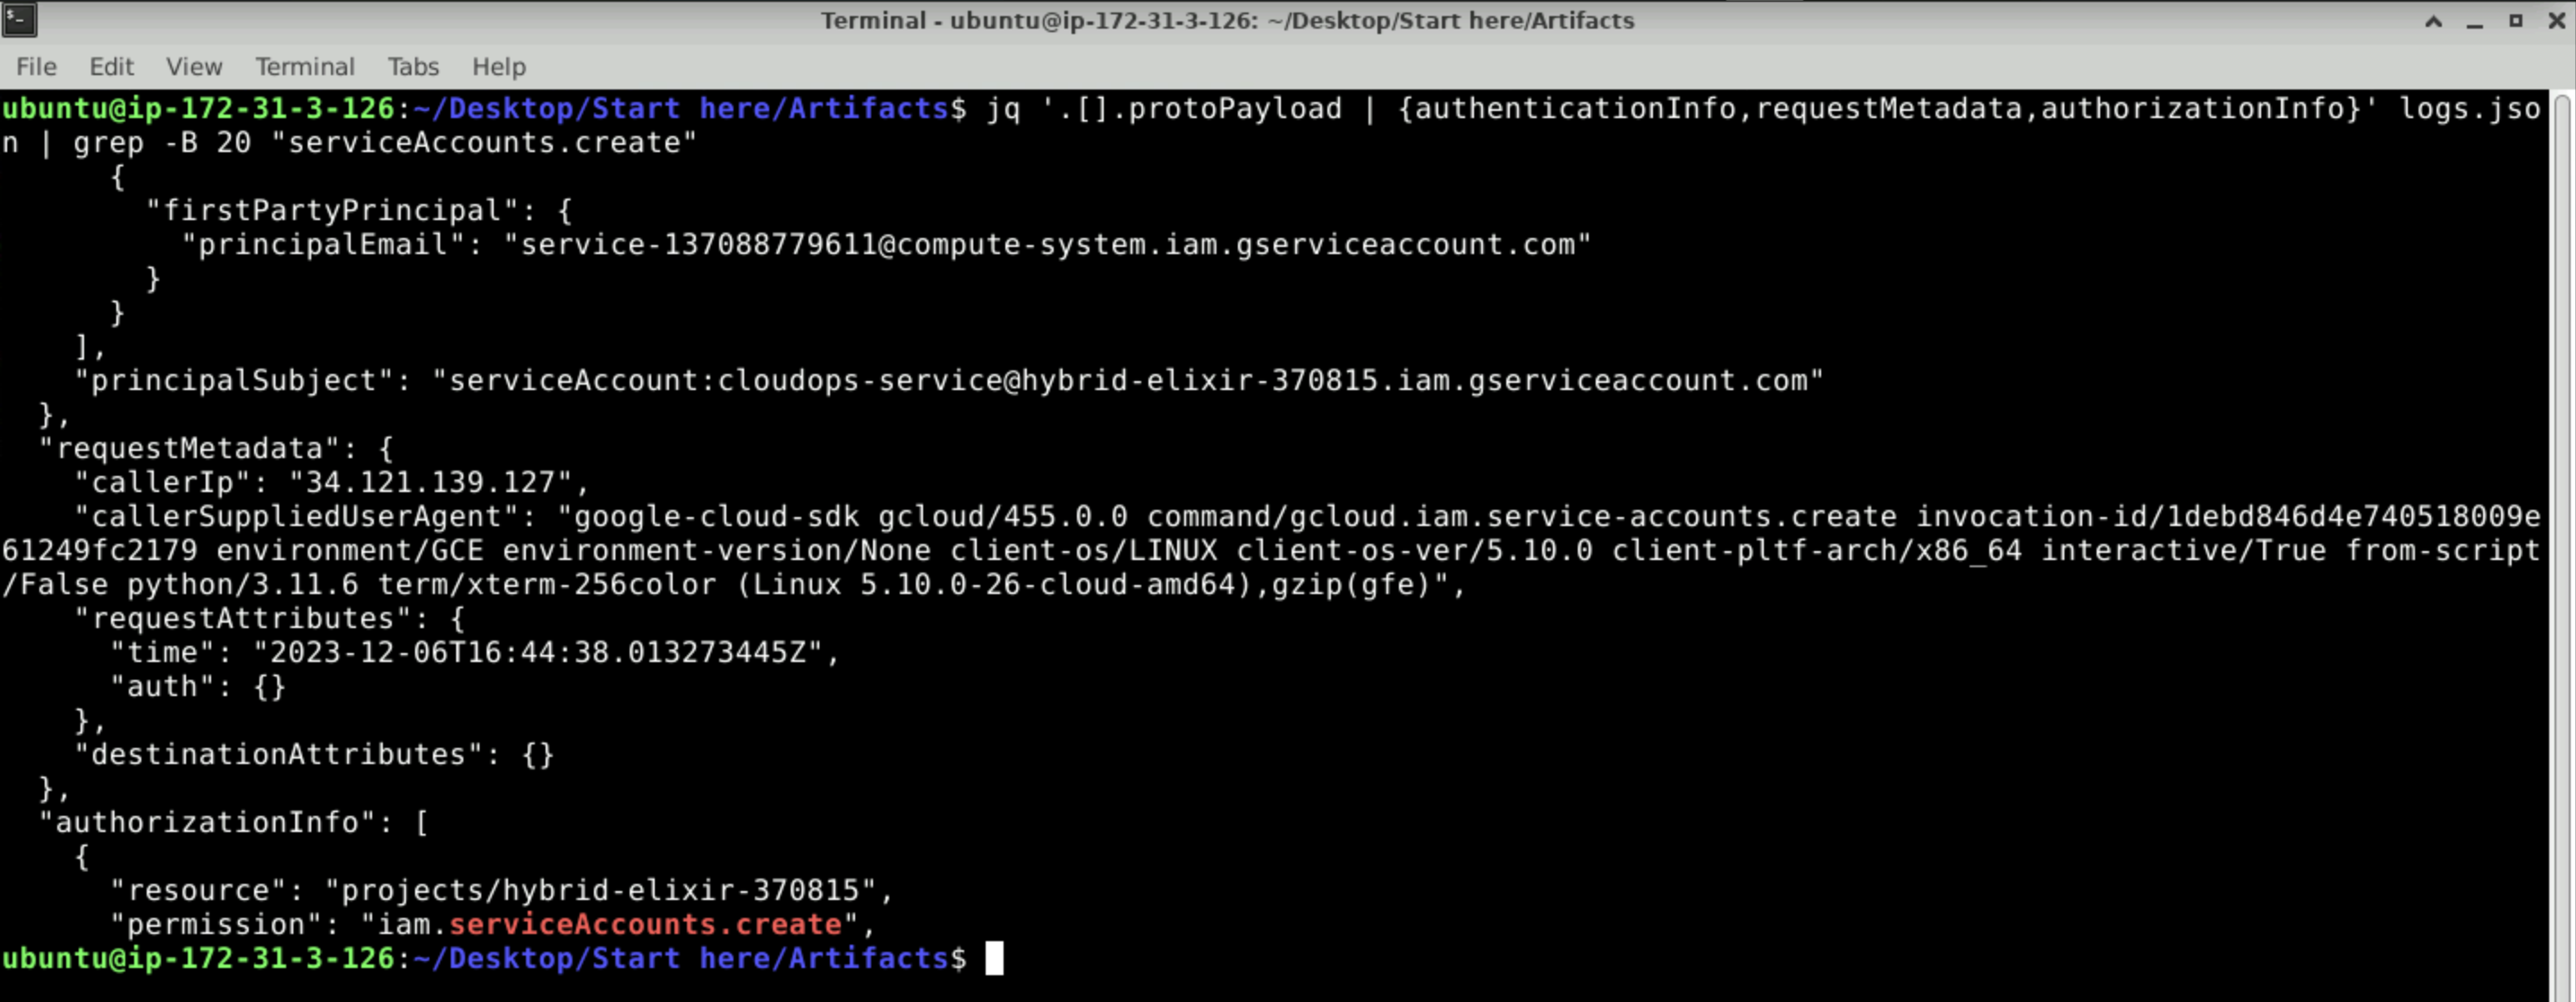 Terminal - ubuntu@ip-172-31-3-126: ~/Desktop/Start here/Artifacts
File Edit View Terminal Tabs Help
ubuntu@ip-172-31-3-126:~/Desktop/Start here/Artifacts$ jq '.[].protoPayload | {authenticationInfo,requestMetadata,authorizationInfo}' logs.jso
n | grep -B 20 "serviceAccounts.create"
      {
        "firstPartyPrincipal": {
          "principalEmail": "service-137088779611@compute-system.iam.gserviceaccount.com"
        }
      }
    ],
    "principalSubject": "serviceAccount:cloudops-service@hybrid-elixir-370815.iam.gserviceaccount.com"
  },
  "requestMetadata": {
    "callerIp": "34.121.139.127",
    "callerSuppliedUserAgent": "google-cloud-sdk gcloud/455.0.0 command/gcloud.iam.service-accounts.create invocation-id/1debd846d4e740518009e
61249fc2179 environment/GCE environment-version/None client-os/LINUX client-os-ver/5.10.0 client-pltf-arch/x86_64 interactive/True from-script
/False python/3.11.6 term/xterm-256color (Linux 5.10.0-26-cloud-amd64),gzip(gfe)",
    "requestAttributes": {
      "time": "2023-12-06T16:44:38.013273445Z",
      "auth": {}
    },
    "destinationAttributes": {}
  },
  "authorizationInfo": [
    {
      "resource": "projects/hybrid-elixir-370815",
      "permission": "iam.serviceAccounts.create",
ubuntu@ip-172-31-3-126:~/Desktop/Start here/Artifacts$